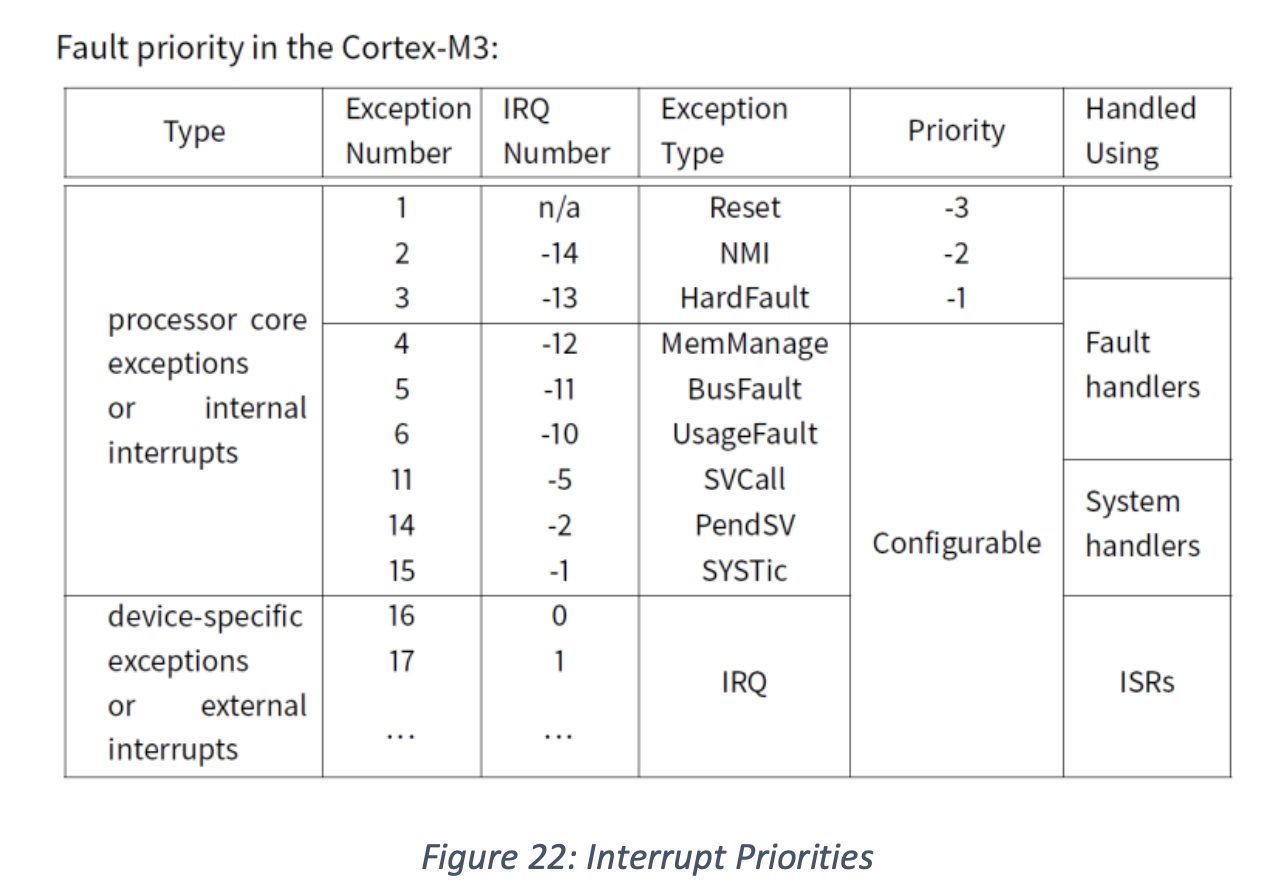 Fault priority in the Cortex-M3:
Type Exception Number IRQ Number Exception Type Priority Handled Using
processor core exceptions or internal interrupts
1 n/a Reset -3
2 -14 NMI -2
3 -13 HardFault -1
4 -12 MemManage
5 -11 BusFault
6 -10 UsageFault
Fault handlers
11 -5 SVCall
14 -2 PendSV
15 -1 SYSTic
System handlers
Configurable
device-specific exceptions or external interrupts
16 0
17 1
... ...
IRQ
ISRs
Figure 22: Interrupt Priorities